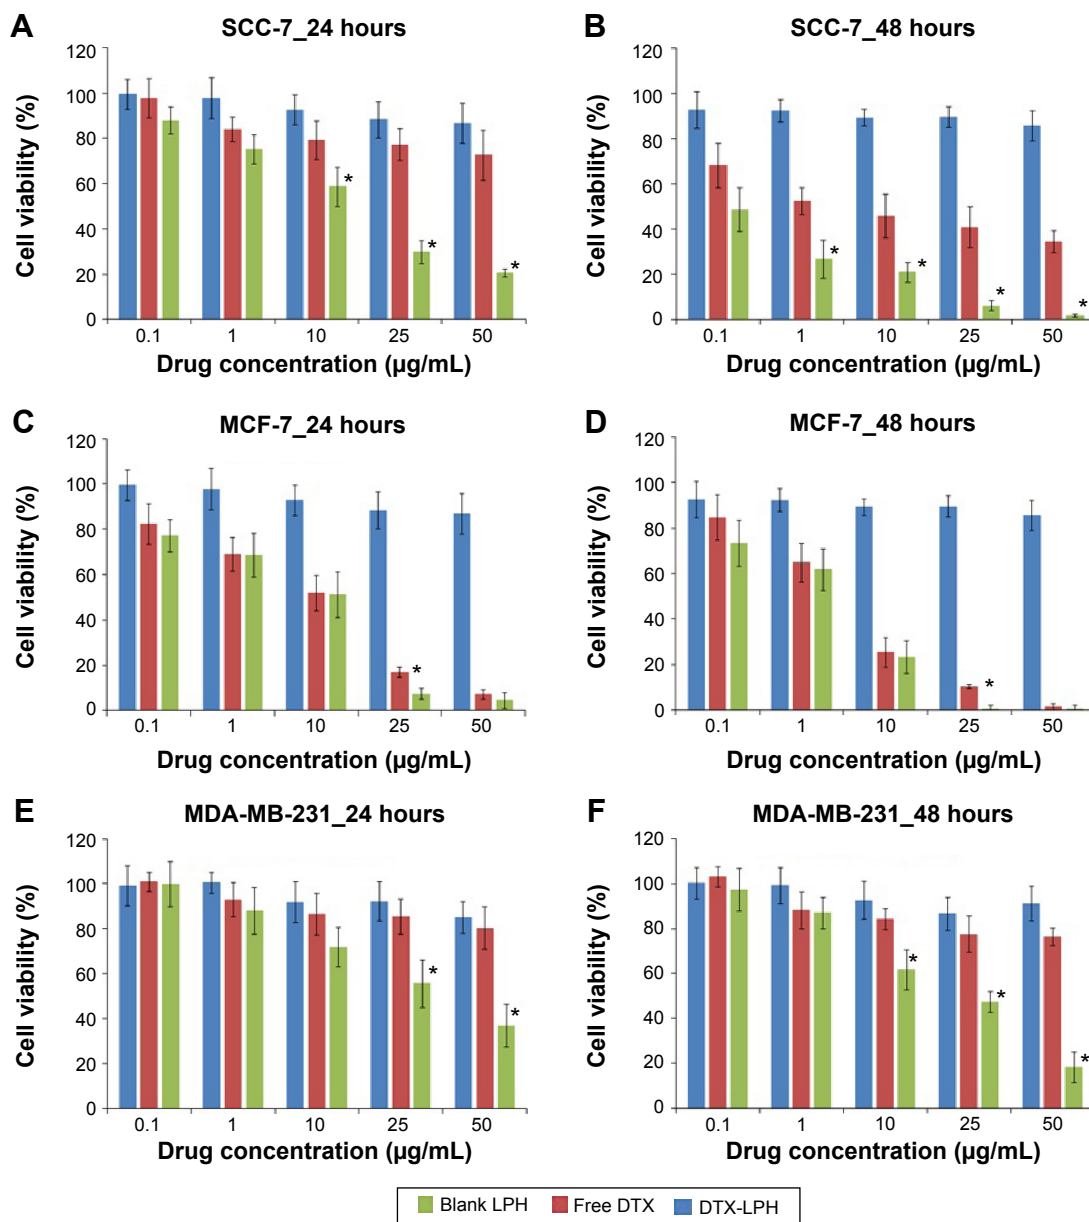 A
SCC-7_24 hours
Cell viability (%)
120
100
80
60
40
20
0
*
*
*
0.1 1 10 25 50
Drug concentration (µg/mL)
B
SCC-7_48 hours
Cell viability (%)
120
100
80
60
40
20
0
*
*
*
*
0.1 1 10 25 50
Drug concentration (µg/mL)
C
MCF-7_24 hours
Cell viability (%)
120
100
80
60
40
20
0
*
0.1 1 10 25 50
Drug concentration (µg/mL)
D
MCF-7_48 hours
Cell viability (%)
120
100
80
60
40
20
0
*
0.1 1 10 25 50
Drug concentration (µg/mL)
E
MDA-MB-231_24 hours
Cell viability (%)
120
100
80
60
40
20
0
*
*
0.1 1 10 25 50
Drug concentration (µg/mL)
F
MDA-MB-231_48 hours
Cell viability (%)
120
100
80
60
40
20
0
*
*
*
0.1 1 10 25 50
Drug concentration (µg/mL)
Blank LPH Free DTX DTX-LPH